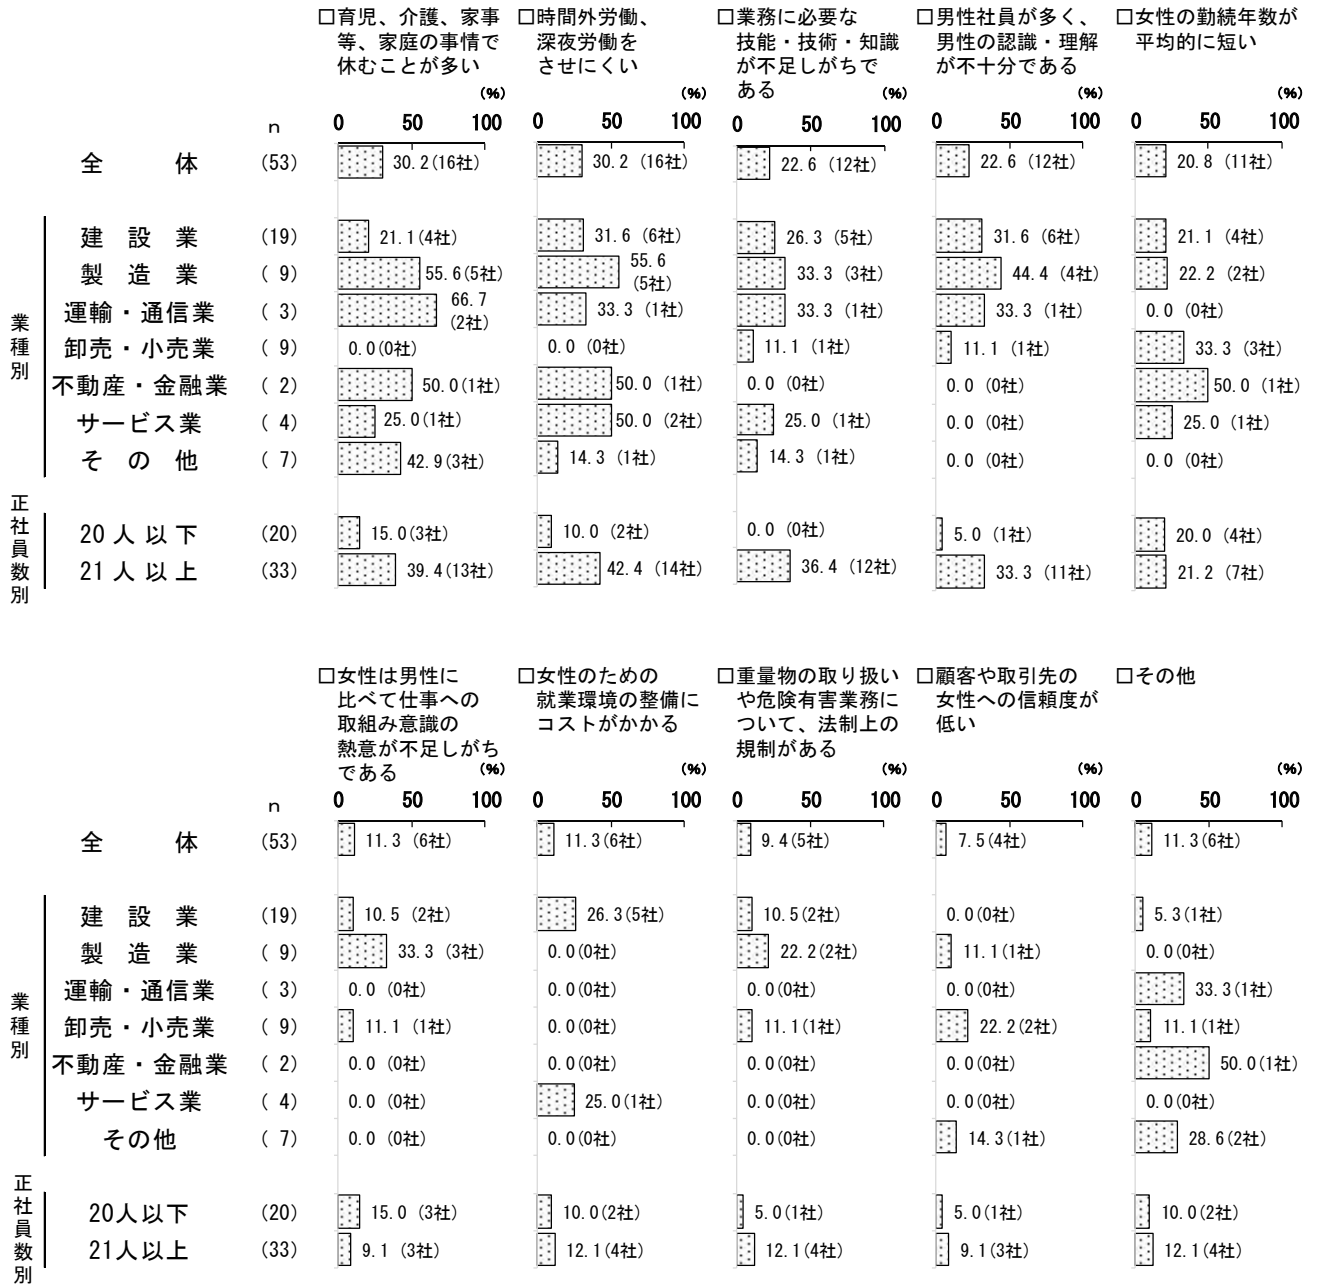 □育児、介護、家事
等、家庭の事情で
休むことが多い
□時間外労働、
深夜労働を
させにくい
□業務に必要な
技能・技術・知識
が不足しがちで
ある
□男性社員が多く、
男性の認識・理解
が不十分である
□女性の勤続年数が
平均的に短い
(%) (%) (%) (%) (%)
n 0 50 100 0 50 100 0 50 100 0 50 100 0 50 100
全体 (53) 30.2(16社) 30.2 (16社) 22.6 (12社) 22.6 (12社) 20.8 (11社)
業種別
建設業 (19) 21.1(4社) 31.6 (6社) 26.3 (5社) 31.6 (6社) 21.1 (4社)
製造業 ( 9) 55.6(5社) 55.6 (5社) 33.3 (3社) 44.4 (4社) 22.2 (2社)
運輸・通信業 ( 3) 66.7 (2社) 33.3 (1社) 33.3 (1社) 33.3 (1社) 0.0 (0社)
卸売・小売業 ( 9) 0.0(0社) 0.0 (0社) 11.1 (1社) 11.1 (1社) 33.3 (3社)
不動産・金融業 ( 2) 50.0(1社) 50.0 (1社) 0.0 (0社) 0.0 (0社) 50.0 (1社)
サービス業 ( 4) 25.0(1社) 50.0 (2社) 25.0 (1社) 0.0 (0社) 25.0 (1社)
その他 ( 7) 42.9(3社) 14.3 (1社) 14.3 (1社) 0.0 (0社) 0.0 (0社)
正社員数別
20人以下 (20) 15.0(3社) 10.0 (2社) 0.0 (0社) 5.0 (1社) 20.0 (4社)
21人以上 (33) 39.4(13社) 42.4 (14社) 36.4 (12社) 33.3 (11社) 21.2 (7社)
□女性は男性に
比べて仕事への
取組み意識の
熱意が不足しがち
である
□女性のための
就業環境の整備に
コストがかかる
□重量物の取り扱い
や危険有害業務に
ついて、法制上の
規制がある
□顧客や取引先の
女性への信頼度が
低い
□その他
(%) (%) (%) (%) (%)
n 0 50 100 0 50 100 0 50 100 0 50 100 0 50 100
全体 (53) 11.3 (6社) 11.3(6社) 9.4(5社) 7.5(4社) 11.3(6社)
業種別
建設業 (19) 10.5 (2社) 26.3(5社) 10.5(2社) 0.0(0社) 5.3(1社)
製造業 ( 9) 33.3 (3社) 0.0(0社) 22.2(2社) 11.1(1社) 0.0(0社)
運輸・通信業 ( 3) 0.0 (0社) 0.0(0社) 0.0(0社) 0.0(0社) 33.3(1社)
卸売・小売業 ( 9) 11.1 (1社) 0.0(0社) 11.1(1社) 22.2(2社) 11.1(1社)
不動産・金融業 ( 2) 0.0 (0社) 0.0(0社) 0.0(0社) 0.0(0社) 50.0(1社)
サービス業 ( 4) 0.0 (0社) 25.0(1社) 0.0(0社) 0.0(0社) 0.0(0社)
その他 ( 7) 0.0 (0社) 0.0(0社) 0.0(0社) 14.3(1社) 28.6(2社)
正社員数別
20人以下 (20) 15.0 (3社) 10.0(2社) 5.0(1社) 5.0(1社) 10.0(2社)
21人以上 (33) 9.1 (3社) 12.1(4社) 12.1(4社) 9.1(3社) 12.1(4社)